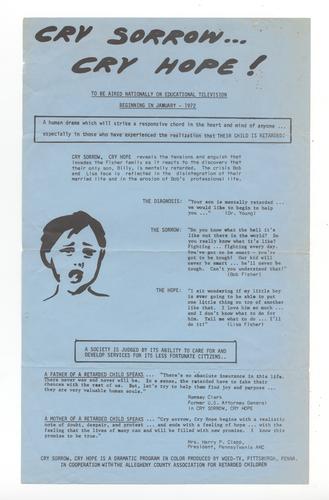 CRY SORROW...
CRY HOPE!
TO BE AIRED NATIONALLY ON EDUCATIONAL TELEVISION
BEGINNING IN JANUARY - 1972
A human drama which will strike a responsive chord in the heart and mind of anyone ...
especially in those who have experienced the realization that THEIR CHILD IS RETARDED!
CRY SORROW, CRY HOPE reveals the tensions and anguish that
invades the Fisher family as it reacts to the discovery that
their only son, Billy, is mentally retarded. The crisis Bob
and Lisa face is reflected in the disintegration of their
married life and in the erosion of Bob's professional life.
THE DIAGNOSIS: "Your son is mentally retarded ...
we would like to begin to help
you ..." (Dr. Young)
THE SORROW: "Do you know what the hell it's
like out there in the world? Do
you really know what it's like?
Fighting ... fighting every day.
You've got to be smart - you've
got to be tough! Our kid will
never be smart ... he'll never be
tough. Can't you understand that!"
(Bob Fisher)
THE HOPE: "I sit wondering if my little boy
is ever going to be able to put
one little thing on top of another
like that. I love him so much ...
and I don't know what to do for
him. Tell me what to do ... I'll
do it!" (Lisa Fisher)
A SOCIETY IS JUDGED BY ITS ABILITY TO CARE FOR AND
DEVELOP SERVICES FOR ITS LESS FORTUNATE CITIZENS...
A FATHER OF A RETARDED CHILD SPEAKS... "There's no absolute insurance in this life.
There never was and never will be. In a sense, the retarded have to take their
chances with the rest of us. But, let's try to help them find joy and purpose ...
they are very valuable human souls."
Ramsey Clark
Former U.S. Attorney General
in CRY SORROW, CRY HOPE
A MOTHER OF A RETARDED CHILD SPEAKS... "Cry sorrow, Cry Hope begins with a realistic
note of doubt, despair, and protest ... and ends with a feeling of hope ... with the
feeling that the lives of many can and will be filled with new promise. I know this
promise to be true."
Mrs. Harry P. Clapp,
President, Pennsylvania ARC
CRY SORROW, CRY HOPE IS A DRAMATIC PROGRAM IN COLOR PRODUCED BY WQED-TV, PITTSBURGH, PENNA.
IN COOPERATION WITH THE ALLEGHENY COUNTY ASSOCIATION FOR RETARDED CHILDREN